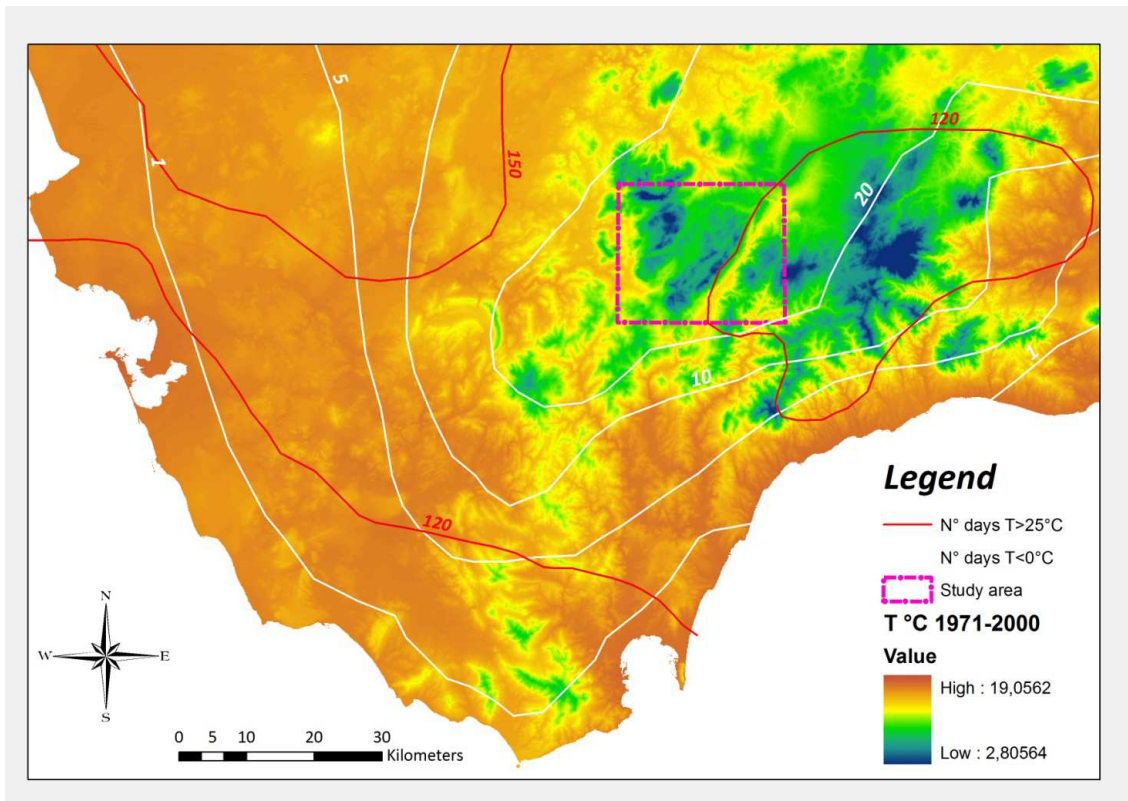 1
5
150
120
20
10
1
120
N
W
E
S
0 5 10 20 30
Kilometers
Legend
N° days T>25°C
N° days T<0°C
Study area
T °C 1971-2000
Value
High : 19,0562
Low : 2,80564